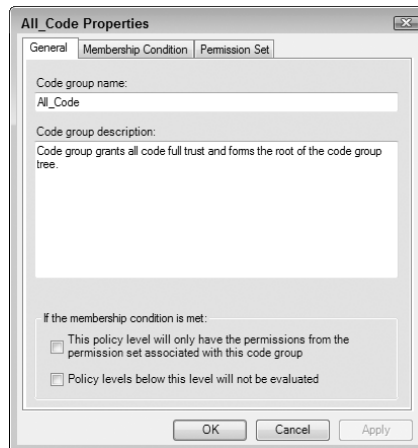 All_Code Properties
General Membership Condition Permission Set
Code group name:
All_Code
Code group description:
Code group grants all code full trust and forms the root of the code group
tree.
If the membership condition is met:
This policy level will only have the permissions from the
permission set associated with this code group
Policy levels below this level will not be evaluated
OK Cancel Apply